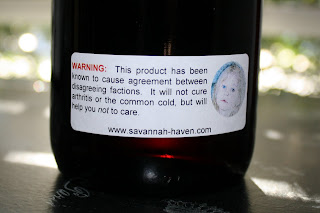 WARNING: This product has been
known to cause agreement between
disagreeing factions. It will not cure
arthritis or the common cold, but will
help you not to care.
www.savannah-haven.com